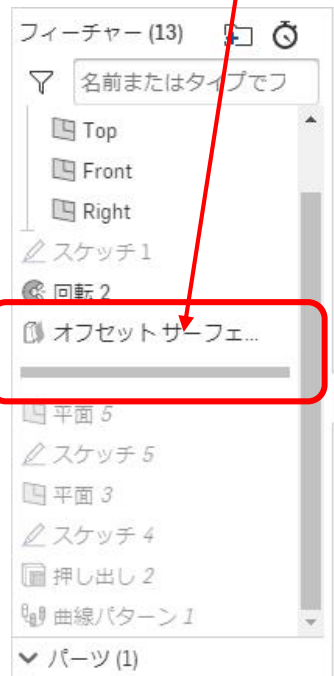 フィーチャー (13)
名前またはタイプでフ
Top
Front
Right
スケッチ 1
回転 2
オフセット サーフェ...
平面 5
スケッチ 5
平面 3
スケッチ 4
押し出し 2
曲線パターン 1
パーツ (1)